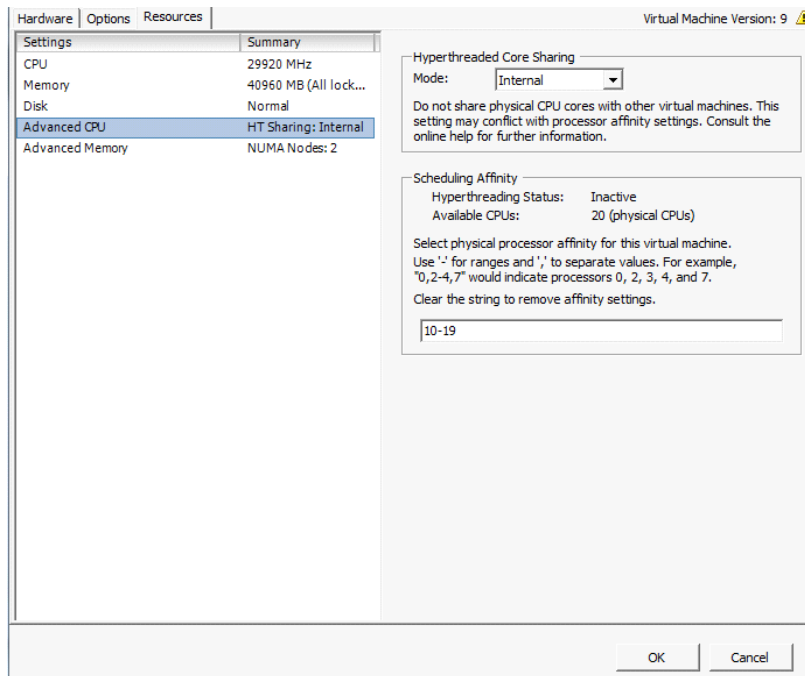 Hardware Options Resources Virtual Machine Version: 9
Settings Summary
CPU 29920 MHz
Memory 40960 MB (All lock...
Disk Normal
Advanced CPU HT Sharing: Internal
Advanced Memory NUMA Nodes: 2
Hyperthreaded Core Sharing
Mode: Internal
Do not share physical CPU cores with other virtual machines. This
setting may conflict with processor affinity settings. Consult the
online help for further information.
Scheduling Affinity
Hyperthreading Status: Inactive
Available CPUs: 20 (physical CPUs)
Select physical processor affinity for this virtual machine.
Use '-' for ranges and ',' to separate values. For example,
"0,2-4,7" would indicate processors 0, 2, 3, 4, and 7.
Clear the string to remove affinity settings.
10-19
OK Cancel